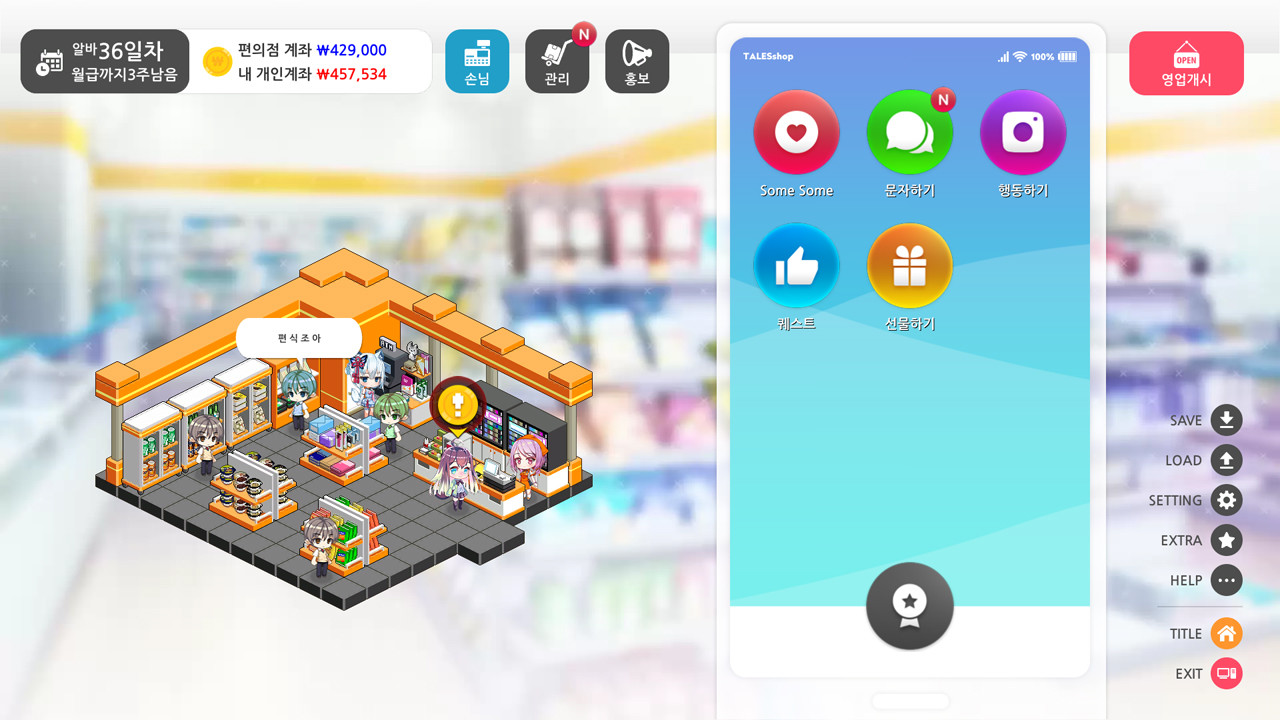 알바36일차
월급까지3주남음
편의점 계좌 ₩429,000
내 개인계좌 ₩457,534
손님
관리
N
홍보
영업개시
OPEN
TALESshop
100%
Some Some
문자하기
N
행동하기
퀘스트
선물하기
편식조아
ATM
SAVE
LOAD
SETTING
EXTRA
HELP
TITLE
EXIT